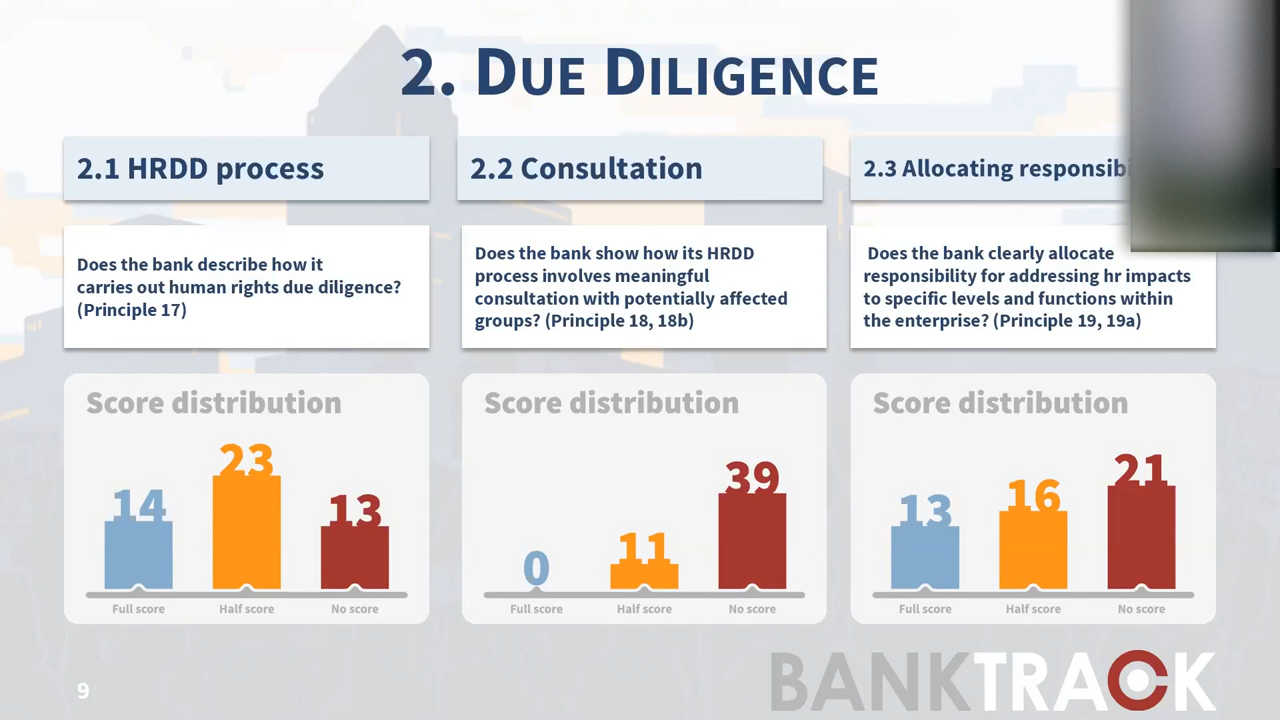 2. DUE DILIGENCE
2.1 HRDD process
2.2 Consultation
2.3 Allocating
Does the bank describe how it
carries out human rights due diligence?
(Principle 17)
Does the bank show how its HRDD
process involves meaningful
consultation with potentially affected
groups? (Principle 18, 18b)
Does the bank clearly allocate
responsibility for addressing hr impacts
to specific levels and functions within
the enterprise? (Principle 19, 19a)
Score distribution
14
23
13
Full score
Half score
No score
Score distribution
0
11
39
Full score
Half score
No score
Score distribution
13
16
21
Full score
Half score
No score
9
BANKTRACK